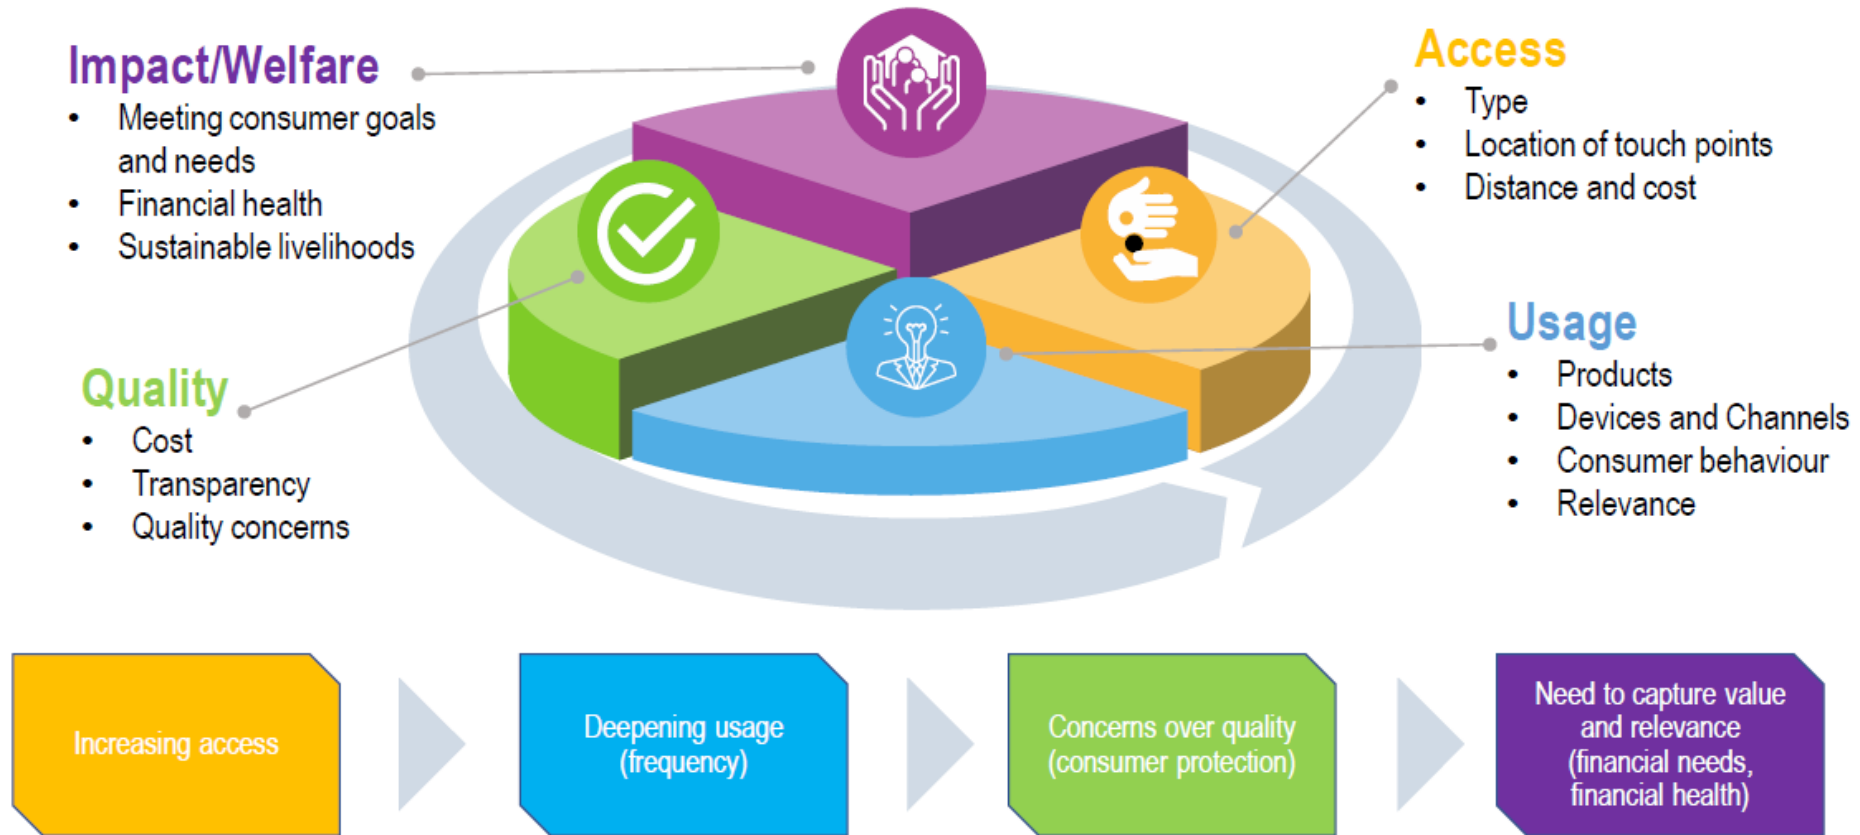 Impact/Welfare
• Meeting consumer goals
and needs
• Financial health
• Sustainable livelihoods
Access
• Type
• Location of touch points
• Distance and cost
Quality
• Cost
• Transparency
• Quality concerns
Usage
• Products
• Devices and Channels
• Consumer behaviour
• Relevance
Increasing access
Deepening usage
(frequency)
Concerns over quality
(consumer protection)
Need to capture value
and relevance
(financial needs,
financial health)